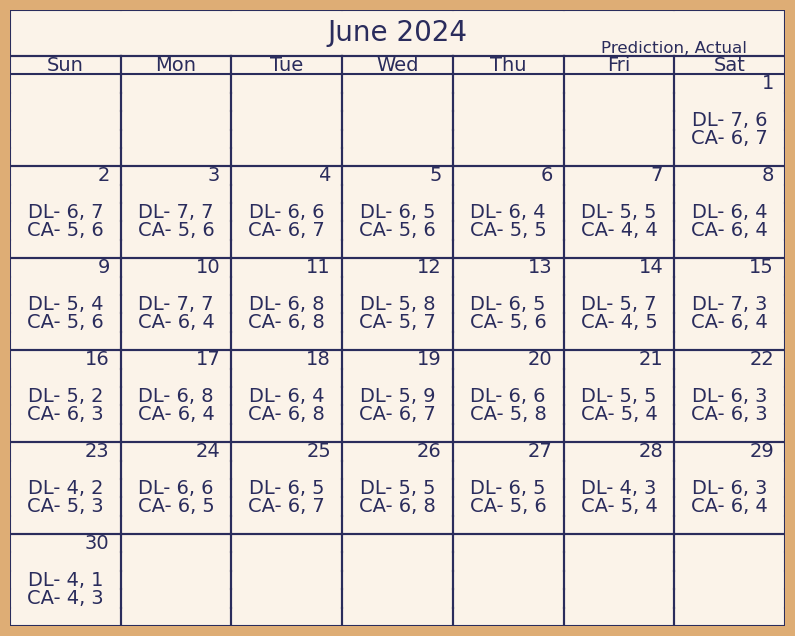 June 2024
Prediction, Actual
Sun Mon Tue Wed Thu Fri Sat
1
DL- 7, 6
CA- 6, 7
2 3 4 5 6 7 8
DL- 6, 7 DL- 7, 7 DL- 6, 6 DL- 6, 5 DL- 6, 4 DL- 5, 5 DL- 6, 4
CA- 5, 6 CA- 5, 6 CA- 6, 7 CA- 5, 6 CA- 5, 5 CA- 4, 4 CA- 6, 4
9 10 11 12 13 14 15
DL- 5, 4 DL- 7, 7 DL- 6, 8 DL- 5, 8 DL- 6, 5 DL- 5, 7 DL- 7, 3
CA- 5, 6 CA- 6, 4 CA- 6, 8 CA- 5, 7 CA- 5, 6 CA- 4, 5 CA- 6, 4
16 17 18 19 20 21 22
DL- 5, 2 DL- 6, 8 DL- 6, 4 DL- 5, 9 DL- 6, 6 DL- 5, 5 DL- 6, 3
CA- 6, 3 CA- 6, 4 CA- 6, 8 CA- 6, 7 CA- 5, 8 CA- 5, 4 CA- 6, 3
23 24 25 26 27 28 29
DL- 4, 2 DL- 6, 6 DL- 6, 5 DL- 5, 5 DL- 6, 5 DL- 4, 3 DL- 6, 3
CA- 5, 3 CA- 6, 5 CA- 6, 7 CA- 6, 8 CA- 5, 6 CA- 5, 4 CA- 6, 4
30
DL- 4, 1
CA- 4, 3